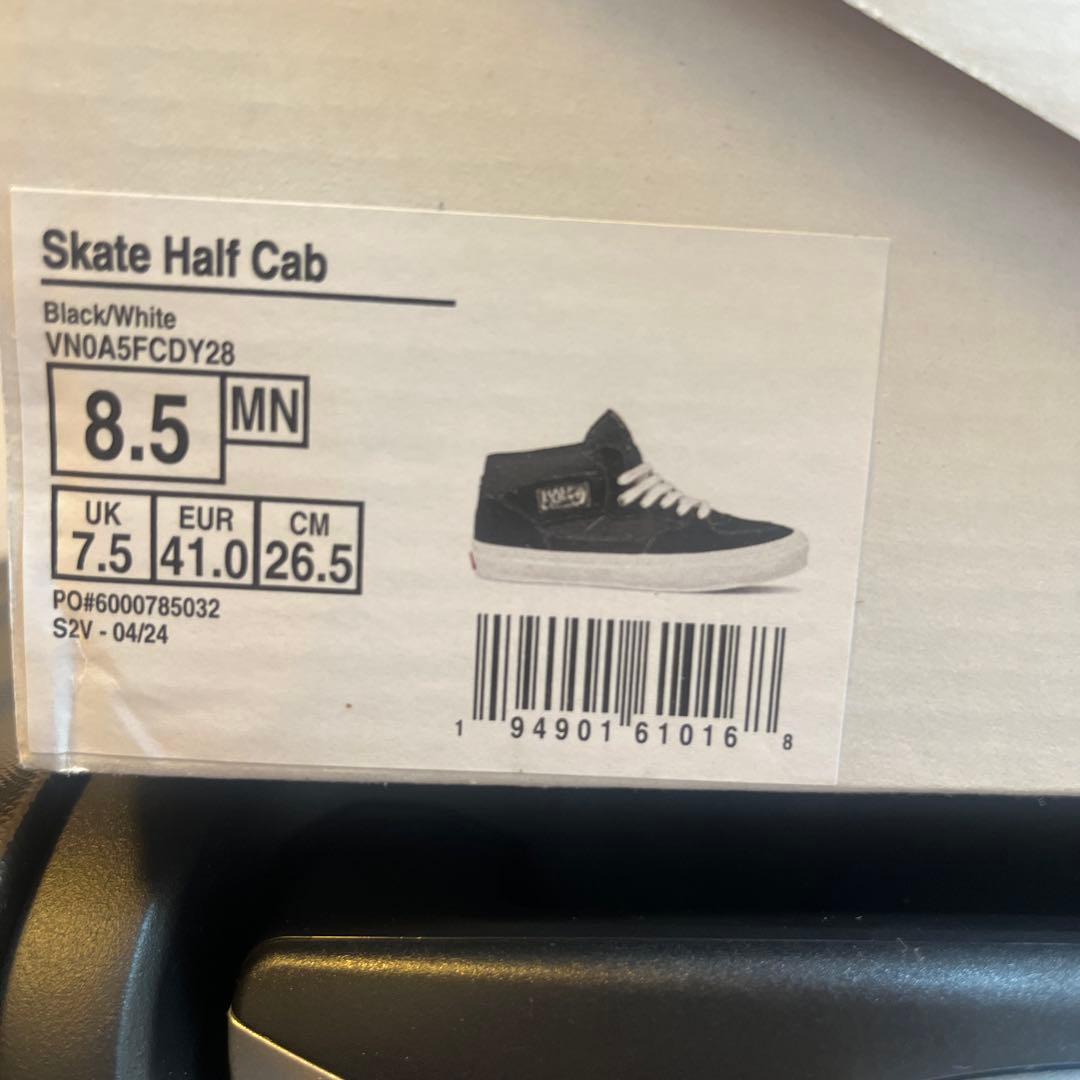 Skate Half Cab
Black/White
VN0A5FCDY28
8.5 MN
UK EUR CM
7.5 41.0 26.5
PO#6000785032
S2V - 04/24
1 94901 61016 8